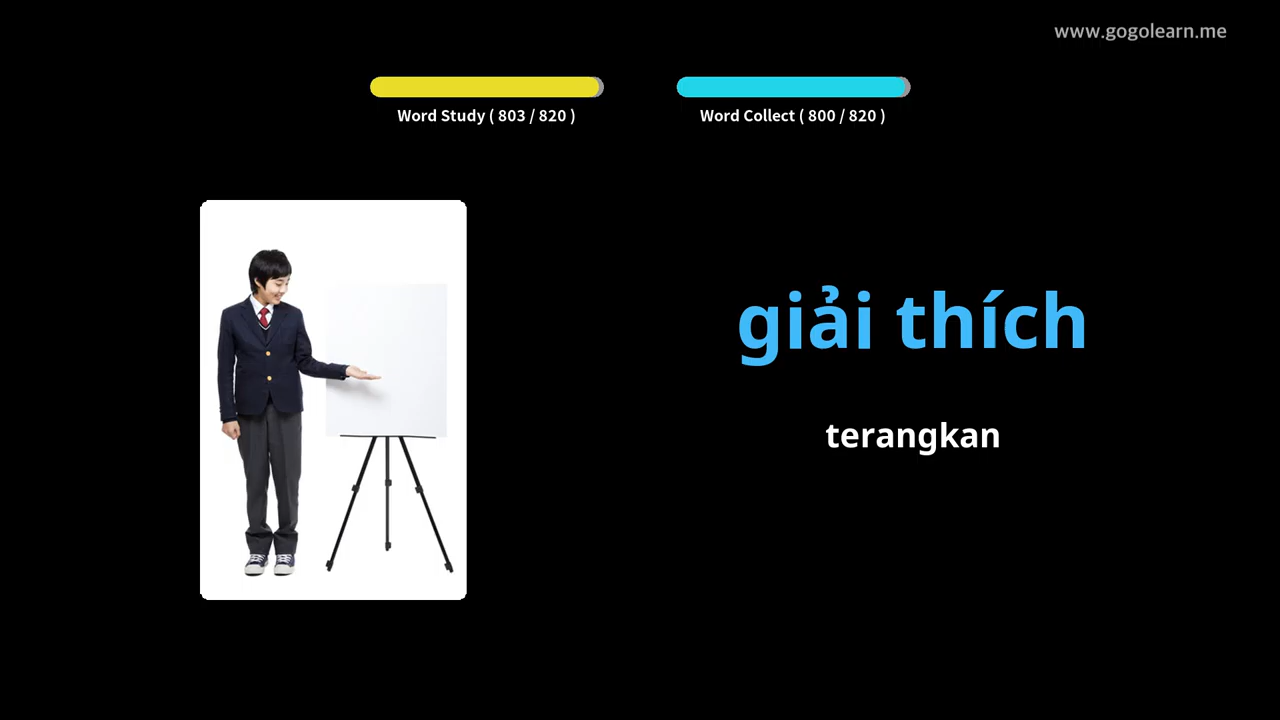 www.gogolearn.me
Word Study ( 803 / 820 )
Word Collect ( 800 / 820 )
giải thích
terangkan